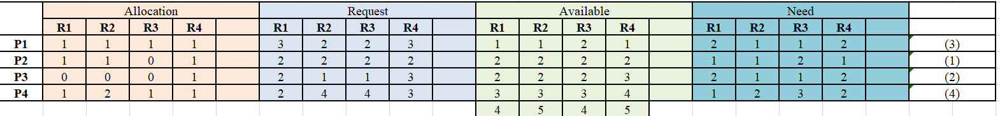 Allocation Request Available Need
R1 R2 R3 R4 R1 R2 R3 R4 R1 R2 R3 R4 R1 R2 R3 R4
P1 1 1 1 1 3 2 2 3 1 1 2 1 2 1 1 2 (3)
P2 1 1 0 1 2 2 2 2 2 2 2 2 1 1 2 1 (1)
P3 0 0 0 1 2 1 1 3 2 2 2 3 2 1 1 2 (2)
P4 1 2 1 1 2 4 4 3 3 3 3 4 1 2 3 2 (4)
4 5 4 5